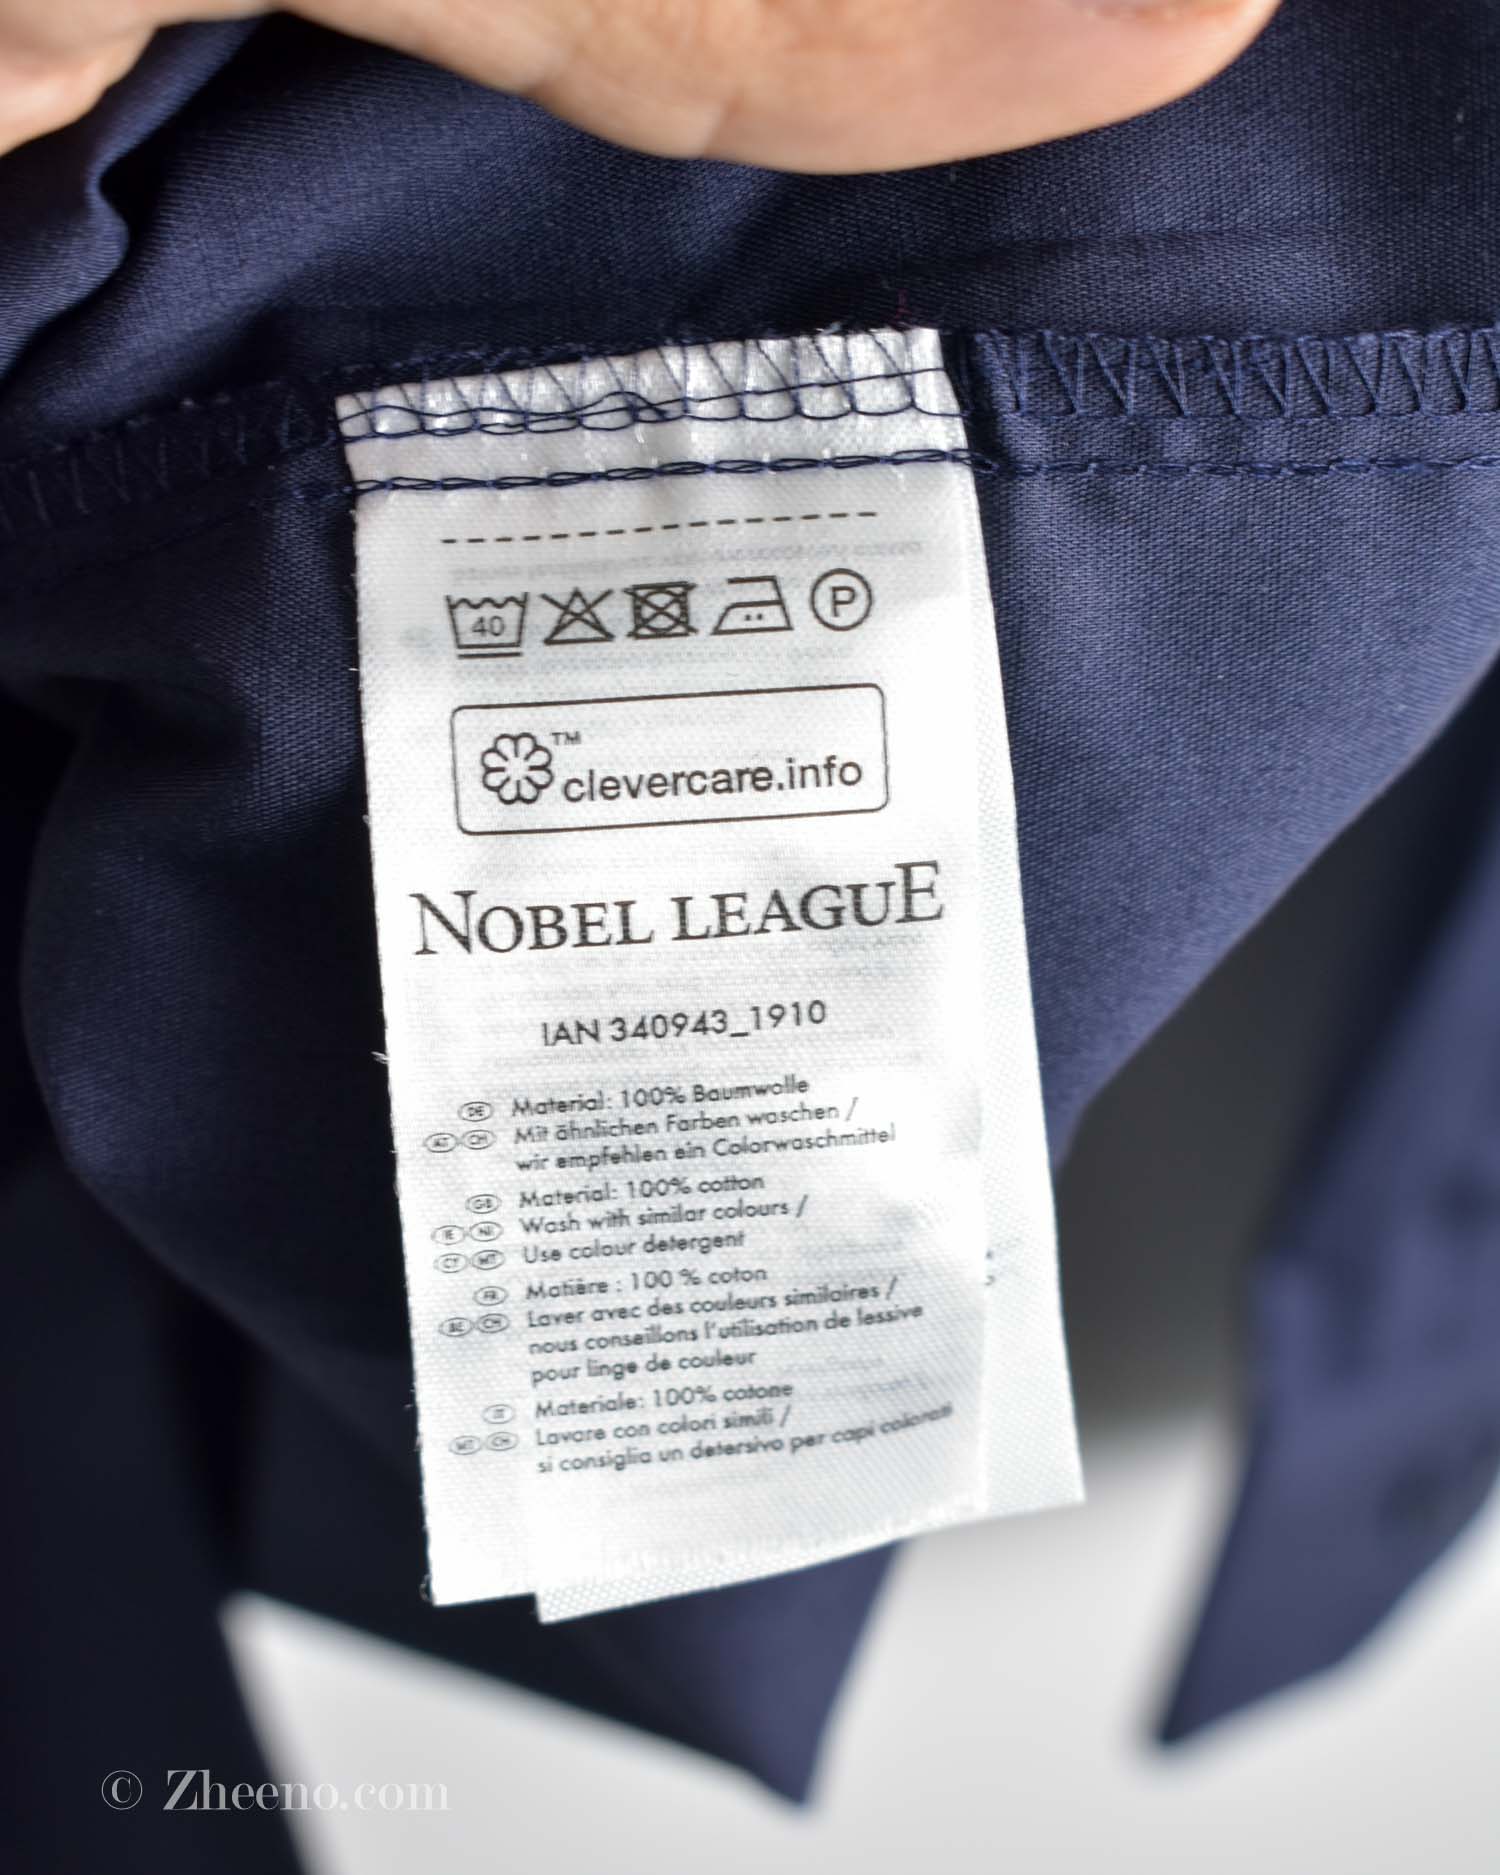 40
P
™
clevercare.info
NOBEL LEAGUE
IAN 340943_1910
DE Material: 100% Baumwolle
AT CH Mit ähnlichen Farben waschen /
wir empfehlen ein Colorwaschmittel
GB Material: 100% cotton
IE NI Wash with similar colours /
CY MT Use colour detergent
FR Matière : 100 % coton
BE CH Laver avec des couleurs similaires /
nous conseillons l'utilisation de lessive
pour linge de couleur
IT Materiale: 100% cotone
MT CH Lavare con colori simili /
si consiglia un detersivo per capi colorati
© Zheeno.com